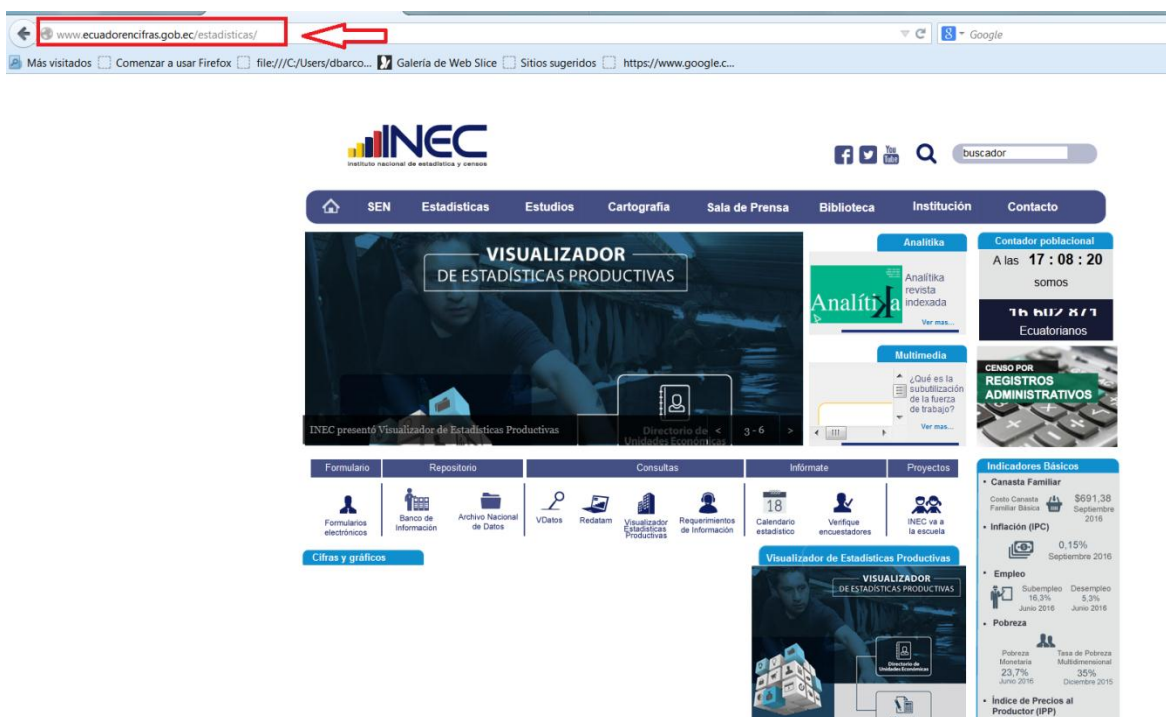 www.ecuadorencifras.gob.ec/estadisticas/
Google
Más visitados Comenzar a usar Firefox file:///C:/Users/dbarco... Galería de Web Slice Sitios sugeridos https://www.google.c...
INEC
instituto nacional de estadística y censos
You Tube
buscador
SEN Estadisticas Estudios Cartografia Sala de Prensa Biblioteca Institución Contacto
VISUALIZADOR
DE ESTADÍSTICAS PRODUCTIVAS
Directorio de
Unidades Económicas
INEC presentó Visualizador de Estadísticas Productivas
< 3 - 6 >
Analítika
Analítika
Analítika
revista
indexada
Ver mas...
Multimedia
¿Qué es la
subutilización
de la fuerza
de trabajo?
Ver mas...
Contador poblacional
A las 17 : 08 : 20
somos
16 602 871
Ecuatorianos
CENSO POR
REGISTROS
ADMINISTRATIVOS
Formulario Repositorio Consultas Infórmate Proyectos
Formularios
electrónicos
Banco de
Información
Archivo Nacional
de Datos
VDatos
Redatam
Visualizador
Estadísticas
Productivas
Requerimientos
de Información
18
Calendario
estadístico
Verifique
encuestadores
INEC va a
la escuela
Cifras y gráficos
Visualizador de Estadísticas Productivas
VISUALIZADOR
DE ESTADÍSTICAS PRODUCTIVAS
Directorio de
Unidades Económicas
Indicadores Básicos
Canasta Familiar
Costo Canasta
Familiar Básica
$691,38
Septiembre
2016
Inflación (IPC)
0,15%
Septiembre 2016
Empleo
Subempleo
16,3%
Junio 2016
Desempleo
5,3%
Junio 2016
Pobreza
Pobreza
Monetaria
23,7%
Junio 2016
Tasa de Pobreza
Multidimensional
35%
Diciembre 2015
Índice de Precios al
Productor (IPP)